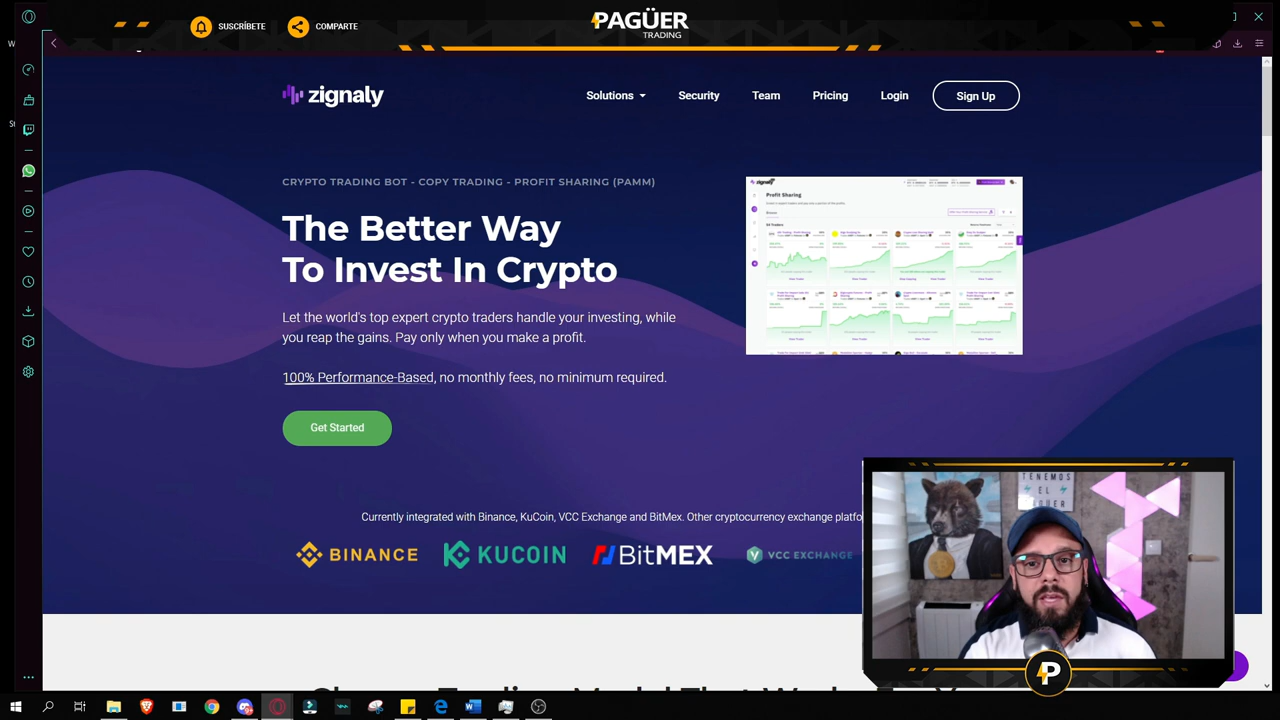 SUSCRÍBETE
COMPARTE
PAGÜER
TRADING
zignaly
Solutions
Security
Team
Pricing
Login
Sign Up
CRYPTO TRADING BOT - COPY TRADING - PROFIT SHARING (PAMM)
The Better Way
To Invest In Crypto
Let the world's top expert crypto traders handle your investing, while
you reap the gains. Pay only when you make a profit.
100% Performance-Based, no monthly fees, no minimum required.
Get Started
zignaly
Profit Sharing
Currently integrated with Binance, KuCoin, VCC Exchange and BitMex. Other cryptocurrency exchange platfo
BINANCE
KUCOIN
BitMEX
VCC EXCHANGE
TENEMOS
EL
P